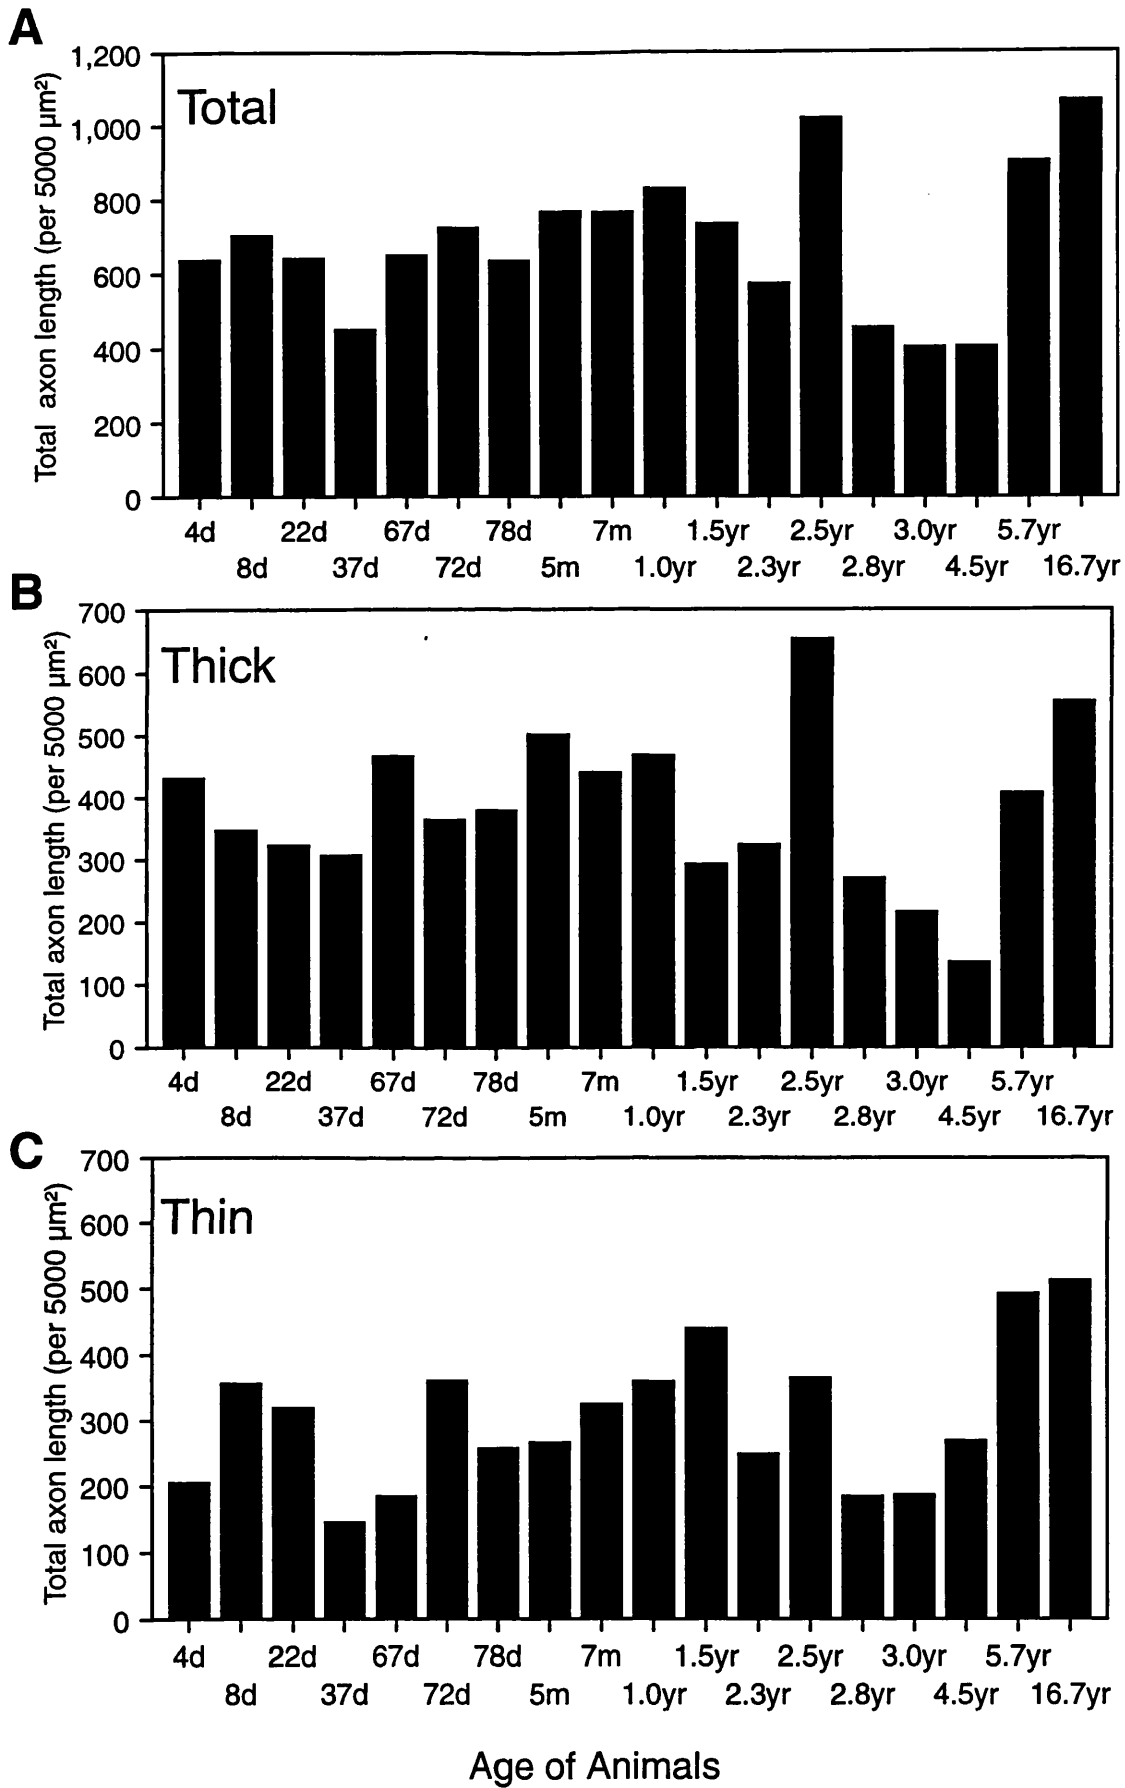 A
Total
Total axon length (per 5000 µm²)
1,200
1,000
800
600
400
200
0
4d 22d 67d 78d 7m 1.5yr 2.5yr 3.0yr 5.7yr
8d 37d 72d 5m 1.0yr 2.3yr 2.8yr 4.5yr 16.7yr
B
Thick
Total axon length (per 5000 µm²)
700
600
500
400
300
200
100
0
4d 22d 67d 78d 7m 1.5yr 2.5yr 3.0yr 5.7yr
8d 37d 72d 5m 1.0yr 2.3yr 2.8yr 4.5yr 16.7yr
C
Thin
Total axon length (per 5000 µm²)
700
600
500
400
300
200
100
0
4d 22d 67d 78d 7m 1.5yr 2.5yr 3.0yr 5.7yr
8d 37d 72d 5m 1.0yr 2.3yr 2.8yr 4.5yr 16.7yr
Age of Animals